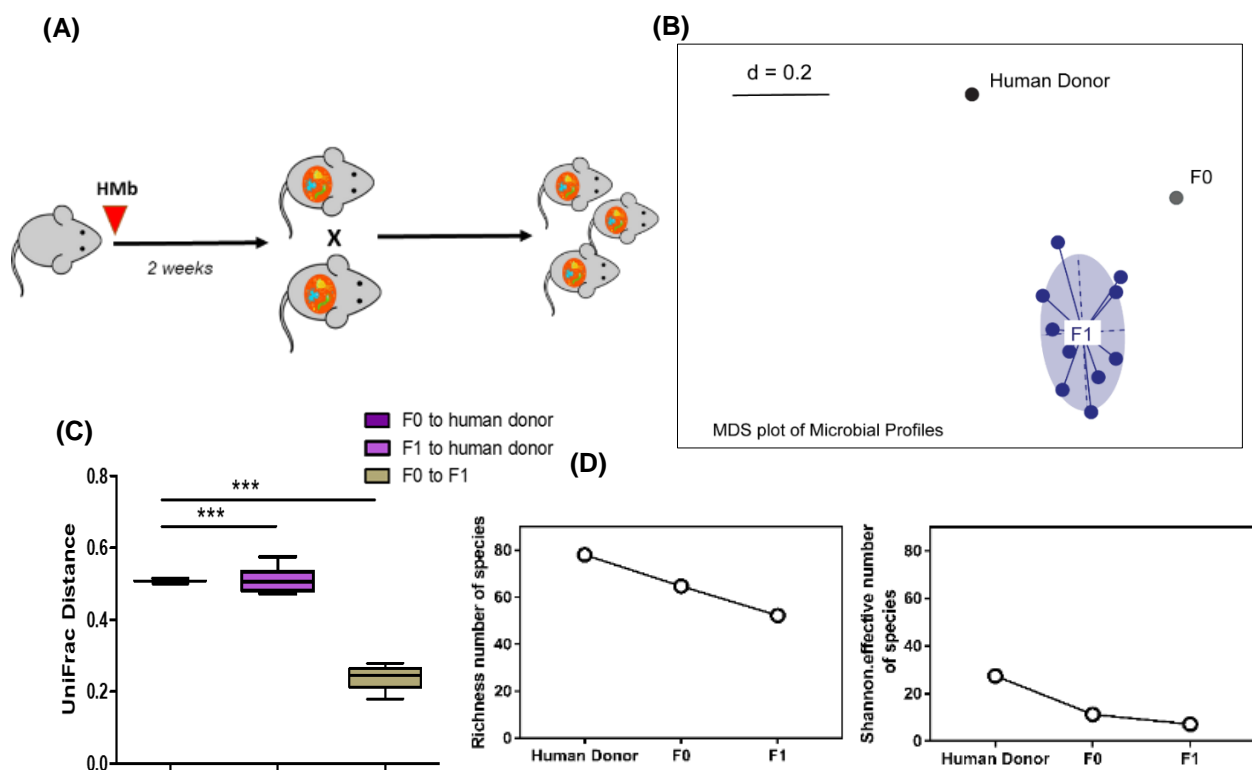 (A)
HMb
2 weeks
X
(B)
d = 0.2
Human Donor
F0
F1
MDS plot of Microbial Profiles
(C)
F0 to human donor
F1 to human donor
F0 to F1
UniFrac Distance
0.8
0.6
0.4
0.2
0.0
***
***
(D)
Richness number of species
80
60
40
20
0
Human Donor
F0
F1
Shannon.effective number
of species
80
60
40
20
0
Human Donor
F0
F1